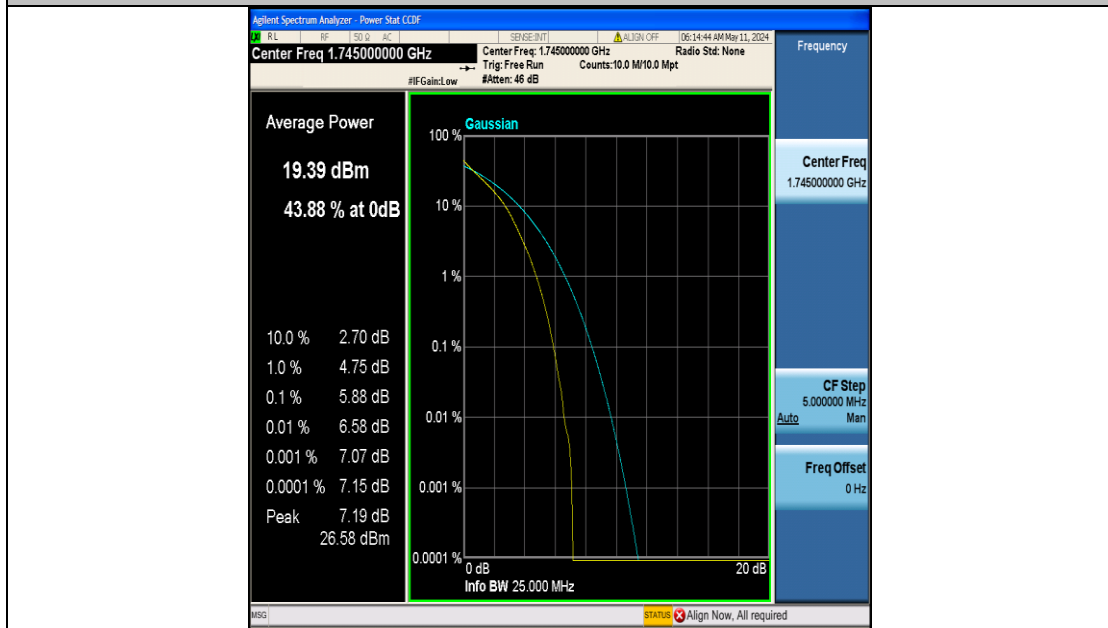 Agilent Spectrum Analyzer - Power Stat CCDF
LXI RL RF 50 Ω AC SENSE:INT ALIGN OFF 06:14:44 AM May 11, 2024
Center Freq 1.745000000 GHz
Center Freq: 1.745000000 GHz Radio Std: None
Trig: Free Run Counts:10.0 M/10.0 Mpt
#IFGain:Low #Atten: 46 dB
Frequency
Average Power
19.39 dBm
43.88 % at 0dB
10.0 % 2.70 dB
1.0 % 4.75 dB
0.1 % 5.88 dB
0.01 % 6.58 dB
0.001 % 7.07 dB
0.0001 % 7.15 dB
Peak 7.19 dB
26.58 dBm
Gaussian
100 %
10 %
1 %
0.1 %
0.01 %
0.001 %
0.0001 %
0 dB 20 dB
Info BW 25.000 MHz
Center Freq
1.745000000 GHz
CF Step
5.000000 MHz
Auto Man
Freq Offset
0 Hz
MSG STATUS Align Now, All required